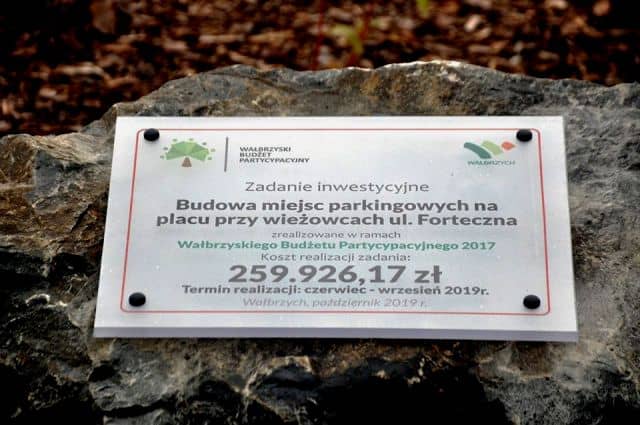 WAŁBRZYSKI
BUDŻET
PARTYCYPACYJNY
WAŁBRZYCH
Zadanie inwestycyjne
Budowa miejsc parkingowych na
placu przy wieżowcach ul. Forteczna
zrealizowane w ramach
Wałbrzyskiego Budżetu Partycypacyjnego 2017
Koszt realizacji zadania:
259.926,17 zł
Termin realizacji: czerwiec - wrzesień 2019r.
Wałbrzych, październik 2019 r.